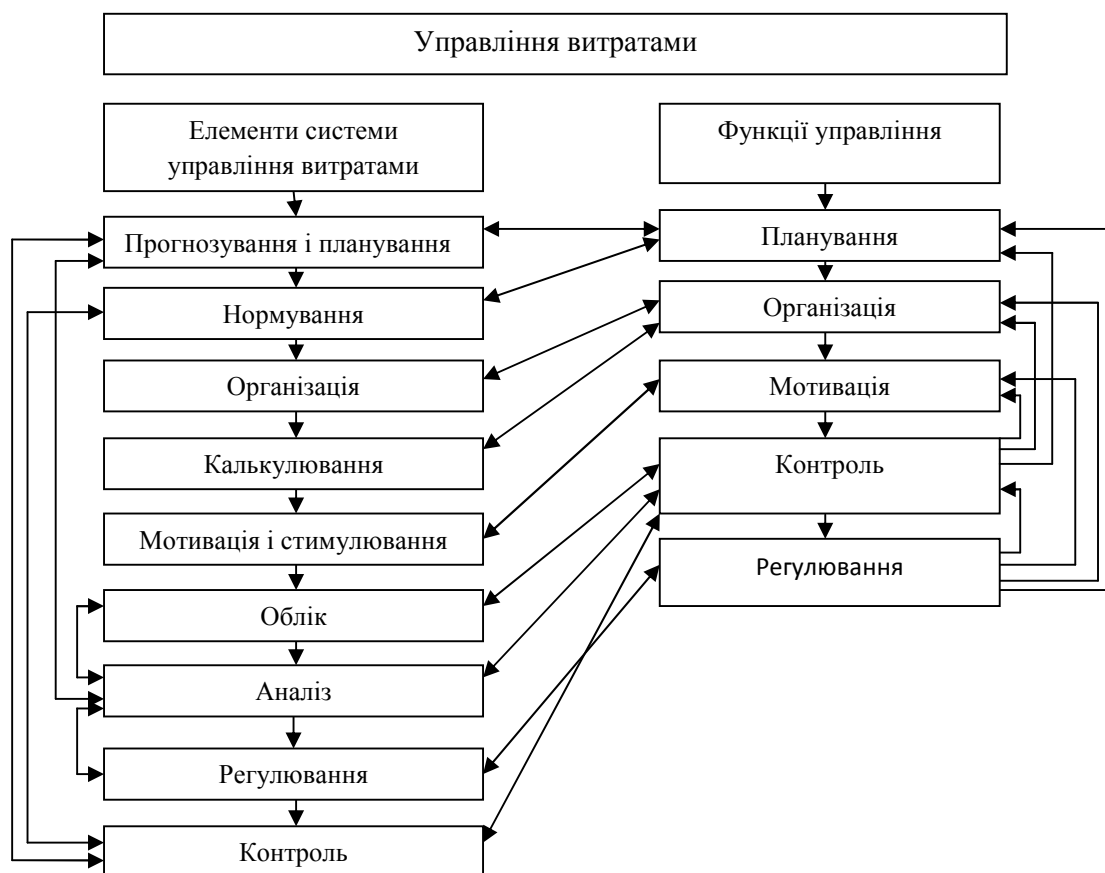 Управління витратами
Елементи системи
управління витратами
Прогнозування і планування
Нормування
Організація
Калькулювання
Мотивація і стимулювання
Облік
Аналіз
Регулювання
Контроль
Функції управління
Планування
Організація
Мотивація
Контроль
Регулювання